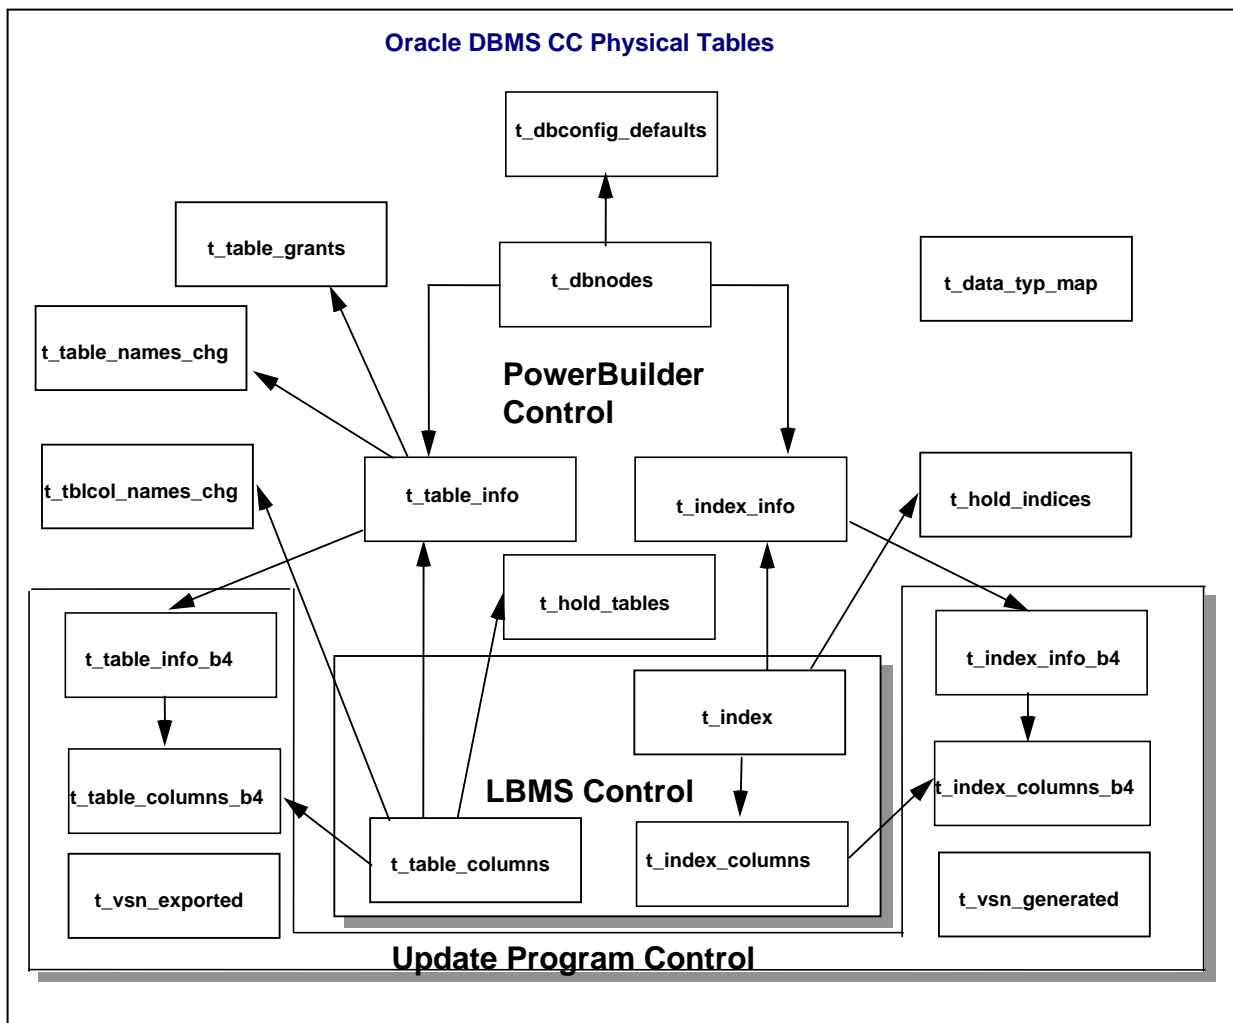 Oracle DBMS CC Physical Tables
t_dbconfig_defaults
t_table_grants
t_dbnodes
t_data_typ_map
t_table_names_chg
PowerBuilder
Control
t_tblcol_names_chg
t_table_info
t_index_info
t_hold_indices
t_hold_tables
t_table_info_b4
t_index_info_b4
t_index
t_table_columns_b4
LBMS Control
t_index_columns_b4
t_table_columns
t_index_columns
t_vsn_exported
t_vsn_generated
Update Program Control